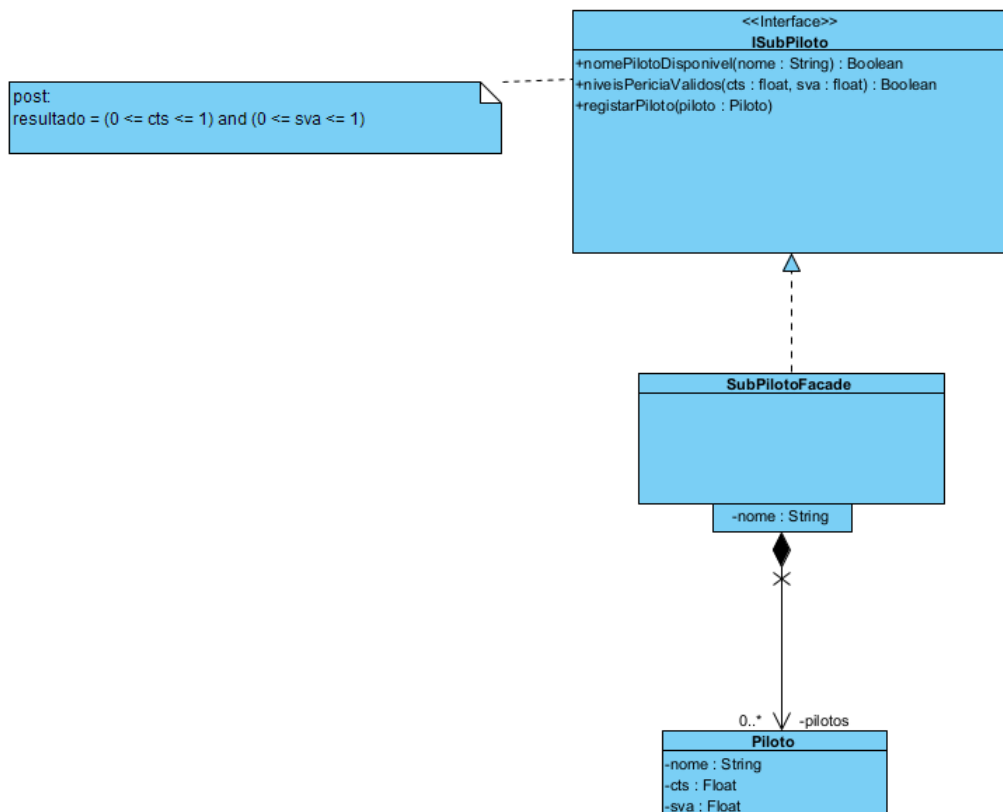 <<Interface>>
ISubPiloto
+nomePilotoDisponivel(nome : String) : Boolean
+niveisPericiaValidos(cts : float, sva : float) : Boolean
+registarPiloto(piloto : Piloto)
post:
resultado = (0 <= cts <= 1) and (0 <= sva <= 1)
SubPilotoFacade
-nome : String
0..* -pilotos
Piloto
-nome : String
-cts : Float
-sva : Float